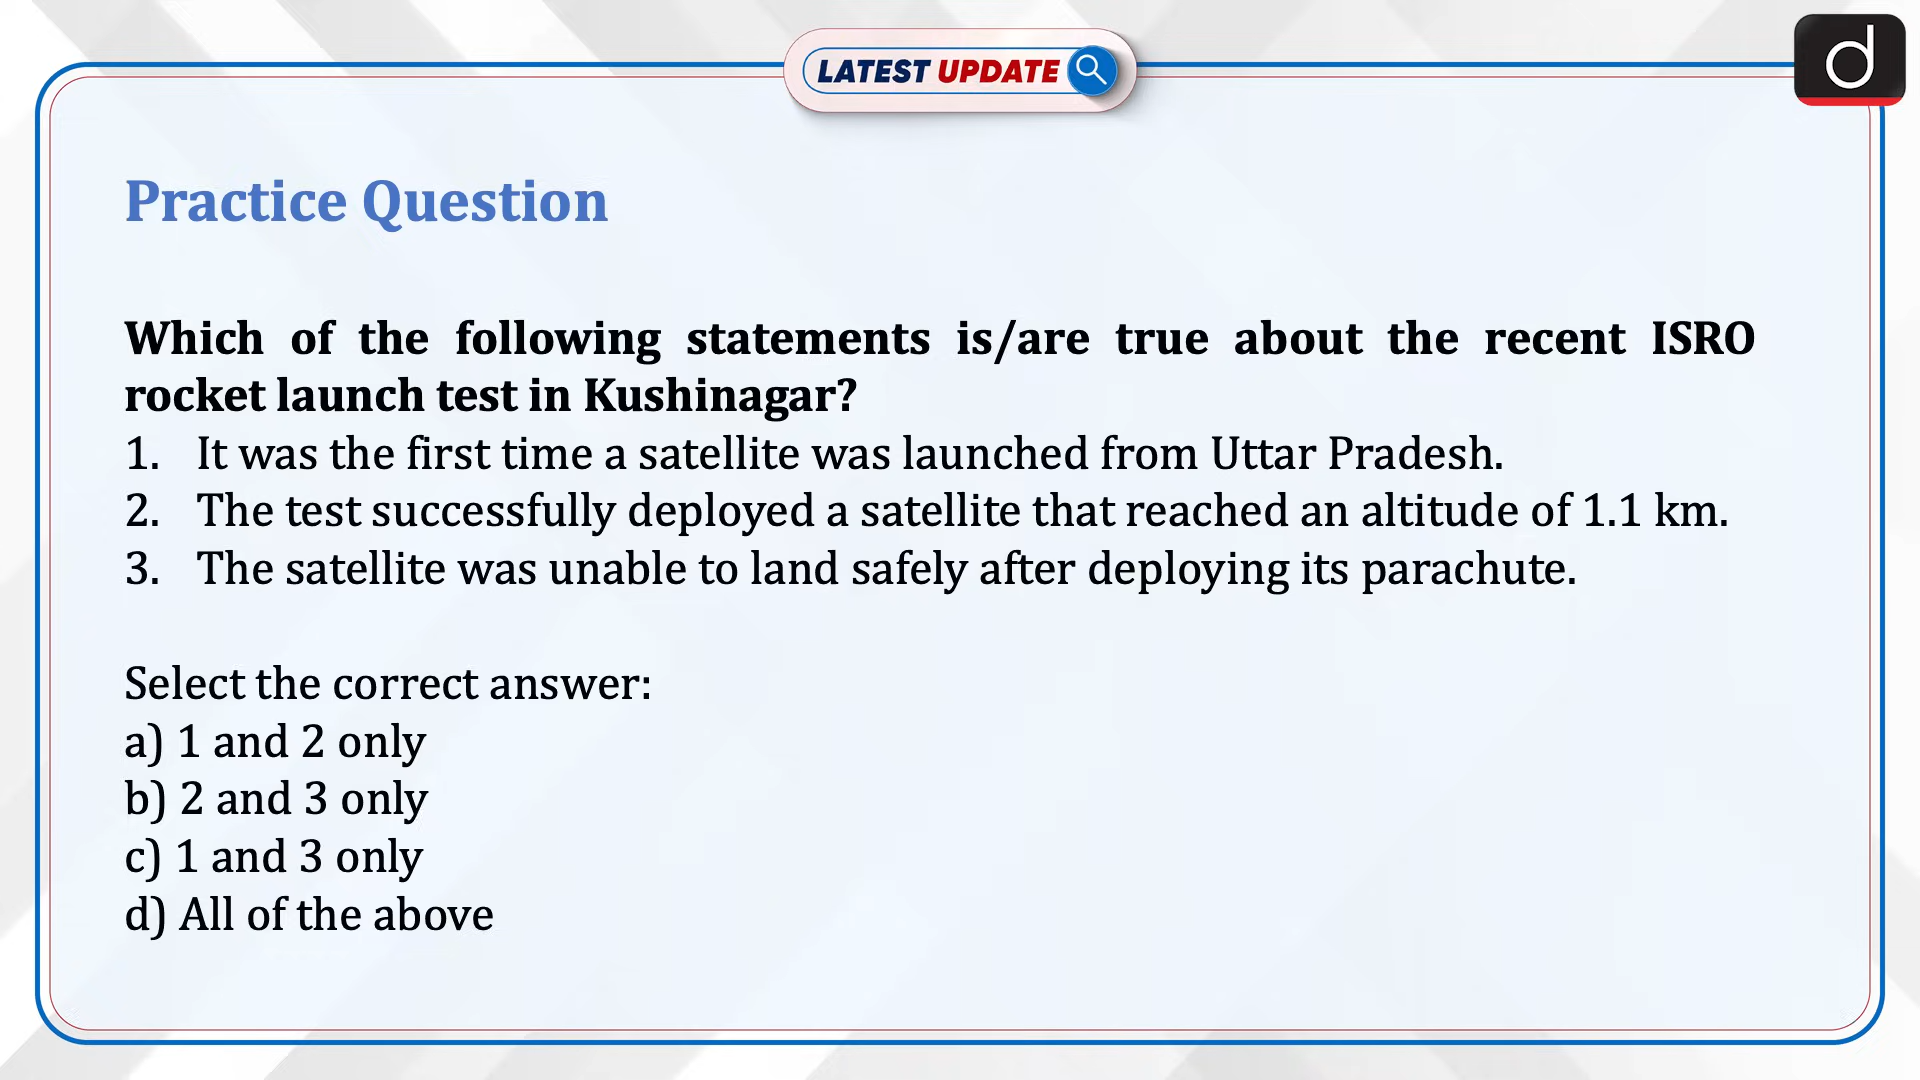 LATEST UPDATE
d
Practice Question
Which of the following statements is/are true about the recent ISRO
rocket launch test in Kushinagar?
1. It was the first time a satellite was launched from Uttar Pradesh.
2. The test successfully deployed a satellite that reached an altitude of 1.1 km.
3. The satellite was unable to land safely after deploying its parachute.
Select the correct answer:
a) 1 and 2 only
b) 2 and 3 only
c) 1 and 3 only
d) All of the above